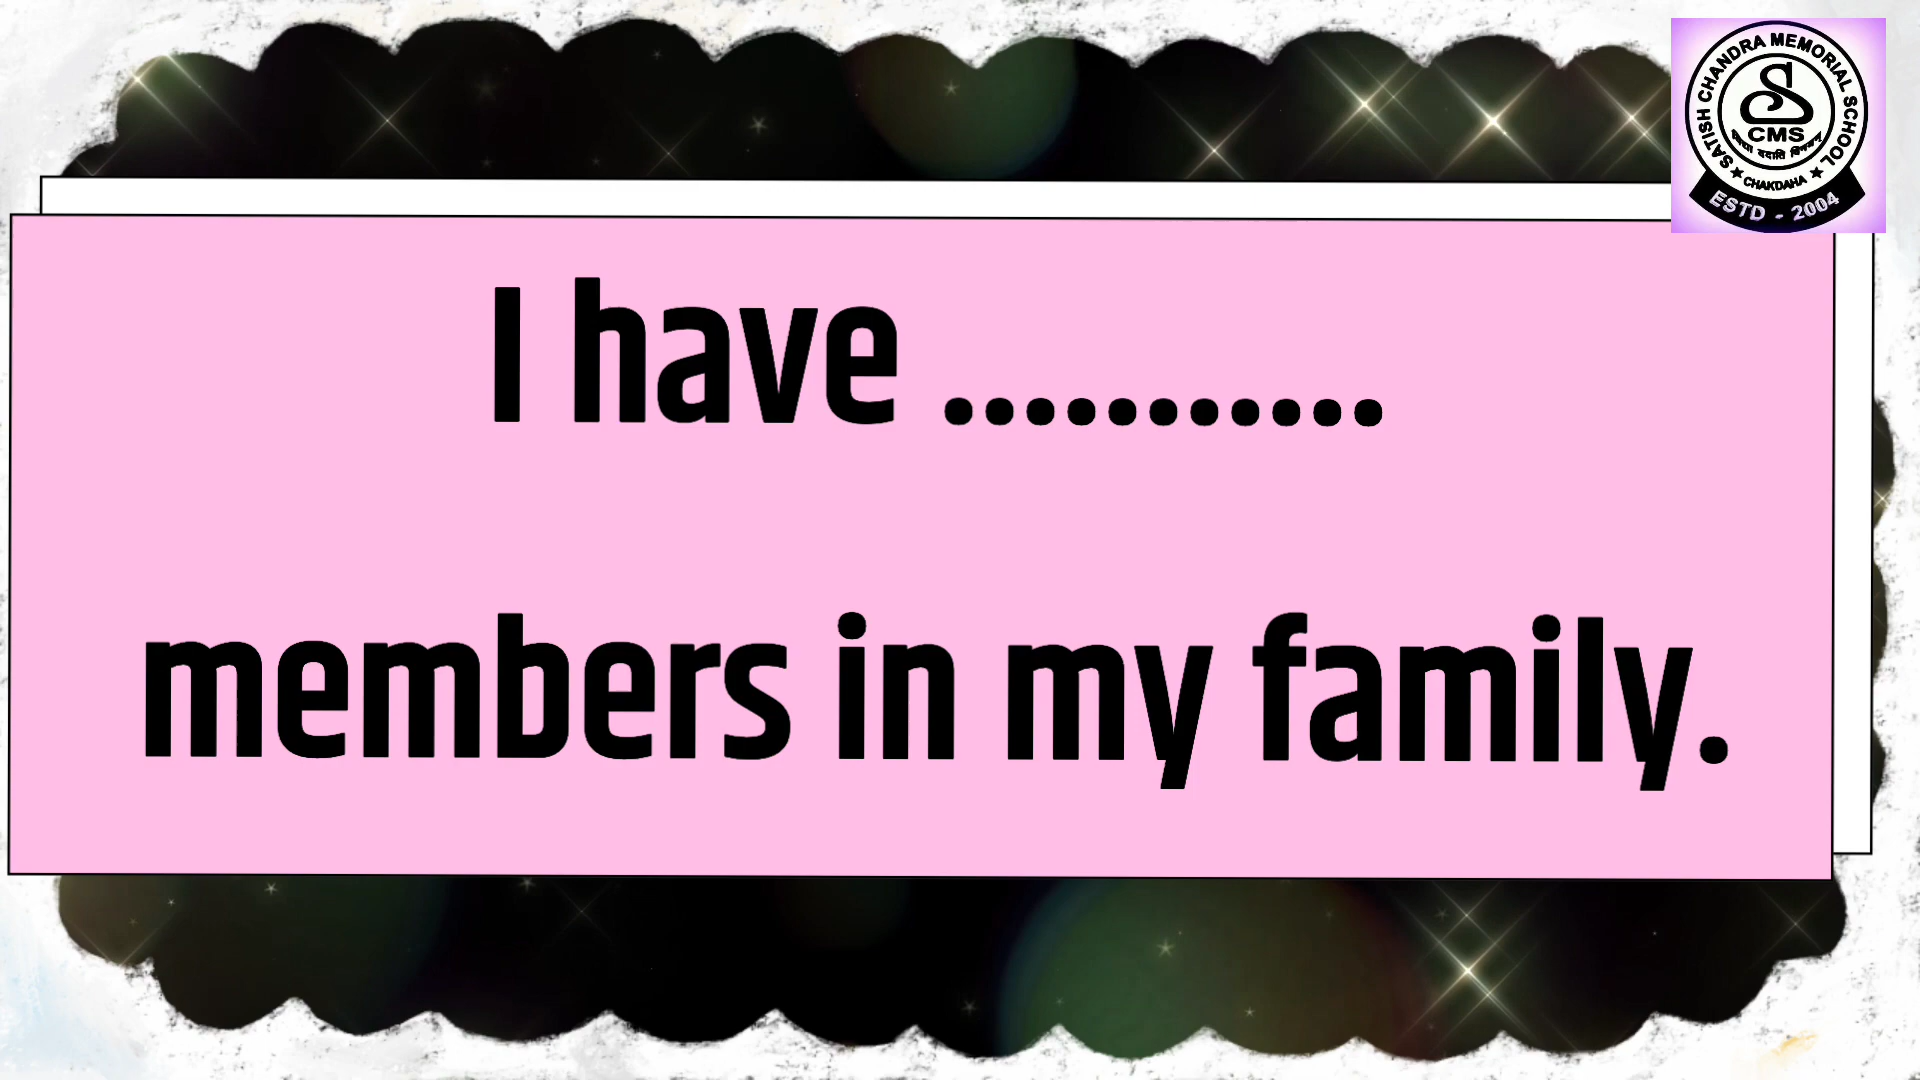 SATISH CHANDRA MEMORIAL SCHOOL
S
CMS
CHAKDAHA
ESTD - 2004
I have ...........
members in my family.